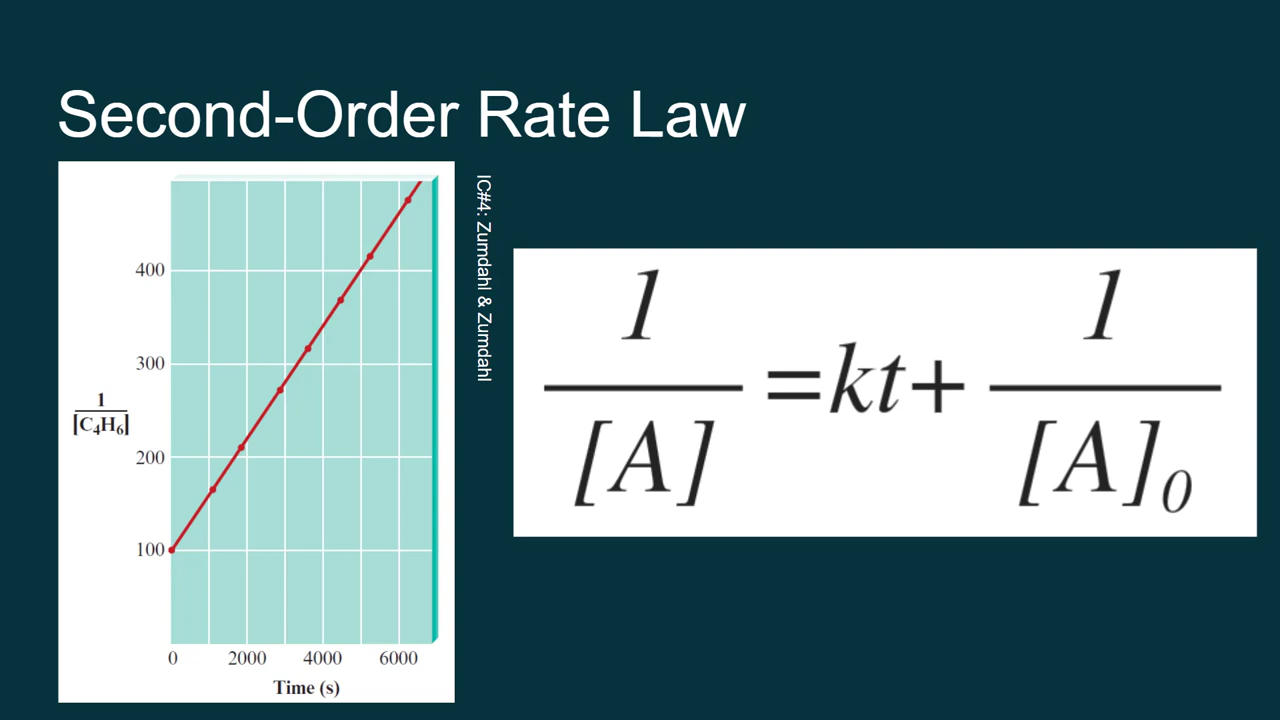 Second-Order Rate Law
400
300
200
100
1
[C₄H₆]
0 2000 4000 6000
Time (s)
IC#4: Zumdahl & Zumdahl
1 1
=kt+
[A] [A]₀